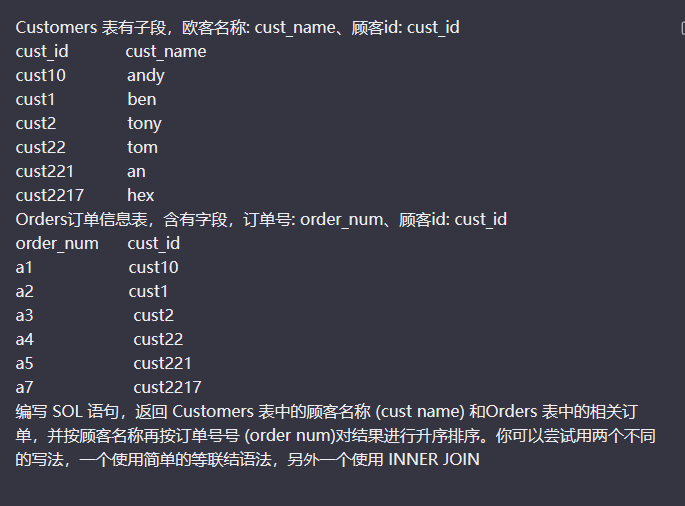 Customers 表有子段，欧客名称: cust_name、顾客id: cust_id
cust_id cust_name
cust10 andy
cust1 ben
cust2 tony
cust22 tom
cust221 an
cust2217 hex
Orders订单信息表，含有字段，订单号: order_num、顾客id: cust_id
order_num cust_id
a1 cust10
a2 cust1
a3 cust2
a4 cust22
a5 cust221
a7 cust2217
编写 SOL 语句，返回 Customers 表中的顾客名称 (cust name) 和Orders 表中的相关订
单，并按顾客名称再按订单号号 (order num)对结果进行升序排序。你可以尝试用两个不同
的写法，一个使用简单的等联结语法，另外一个使用 INNER JOIN